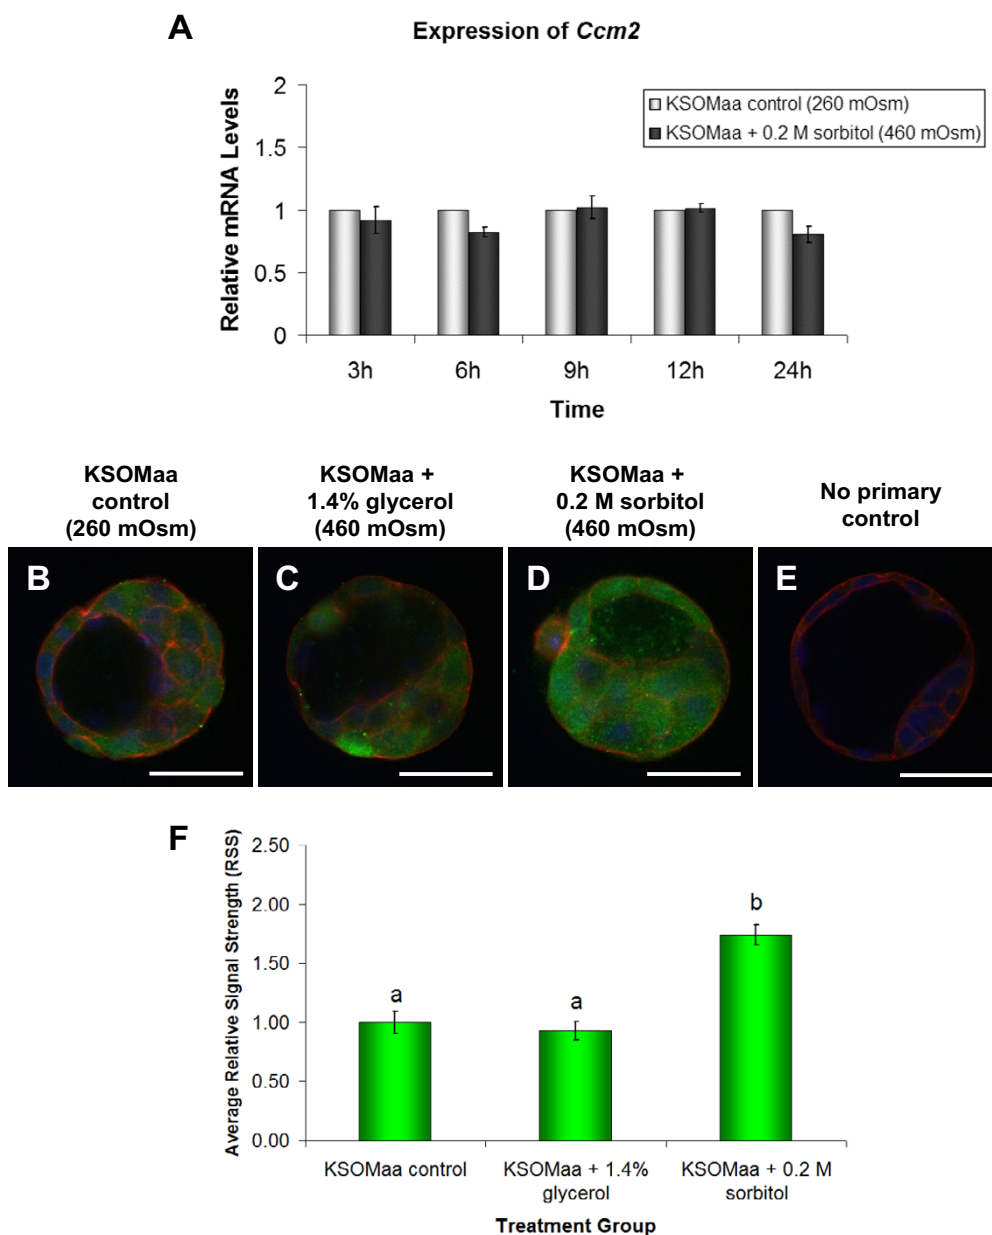 A
Expression of Ccm2
Relative mRNA Levels
2
1.5
1
0.5
0
KSOMaa control (260 mOsm)
KSOMaa + 0.2 M sorbitol (460 mOsm)
3h
6h
9h
12h
24h
Time
KSOMaa
control
(260 mOsm)
KSOMaa +
1.4% glycerol
(460 mOsm)
KSOMaa +
0.2 M sorbitol
(460 mOsm)
No primary
control
B
C
D
E
F
Average Relative Signal Strength (RSS)
2.50
2.00
1.50
1.00
0.50
0.00
a
a
b
KSOMaa control
KSOMaa + 1.4%
glycerol
KSOMaa + 0.2 M
sorbitol
Treatment Group